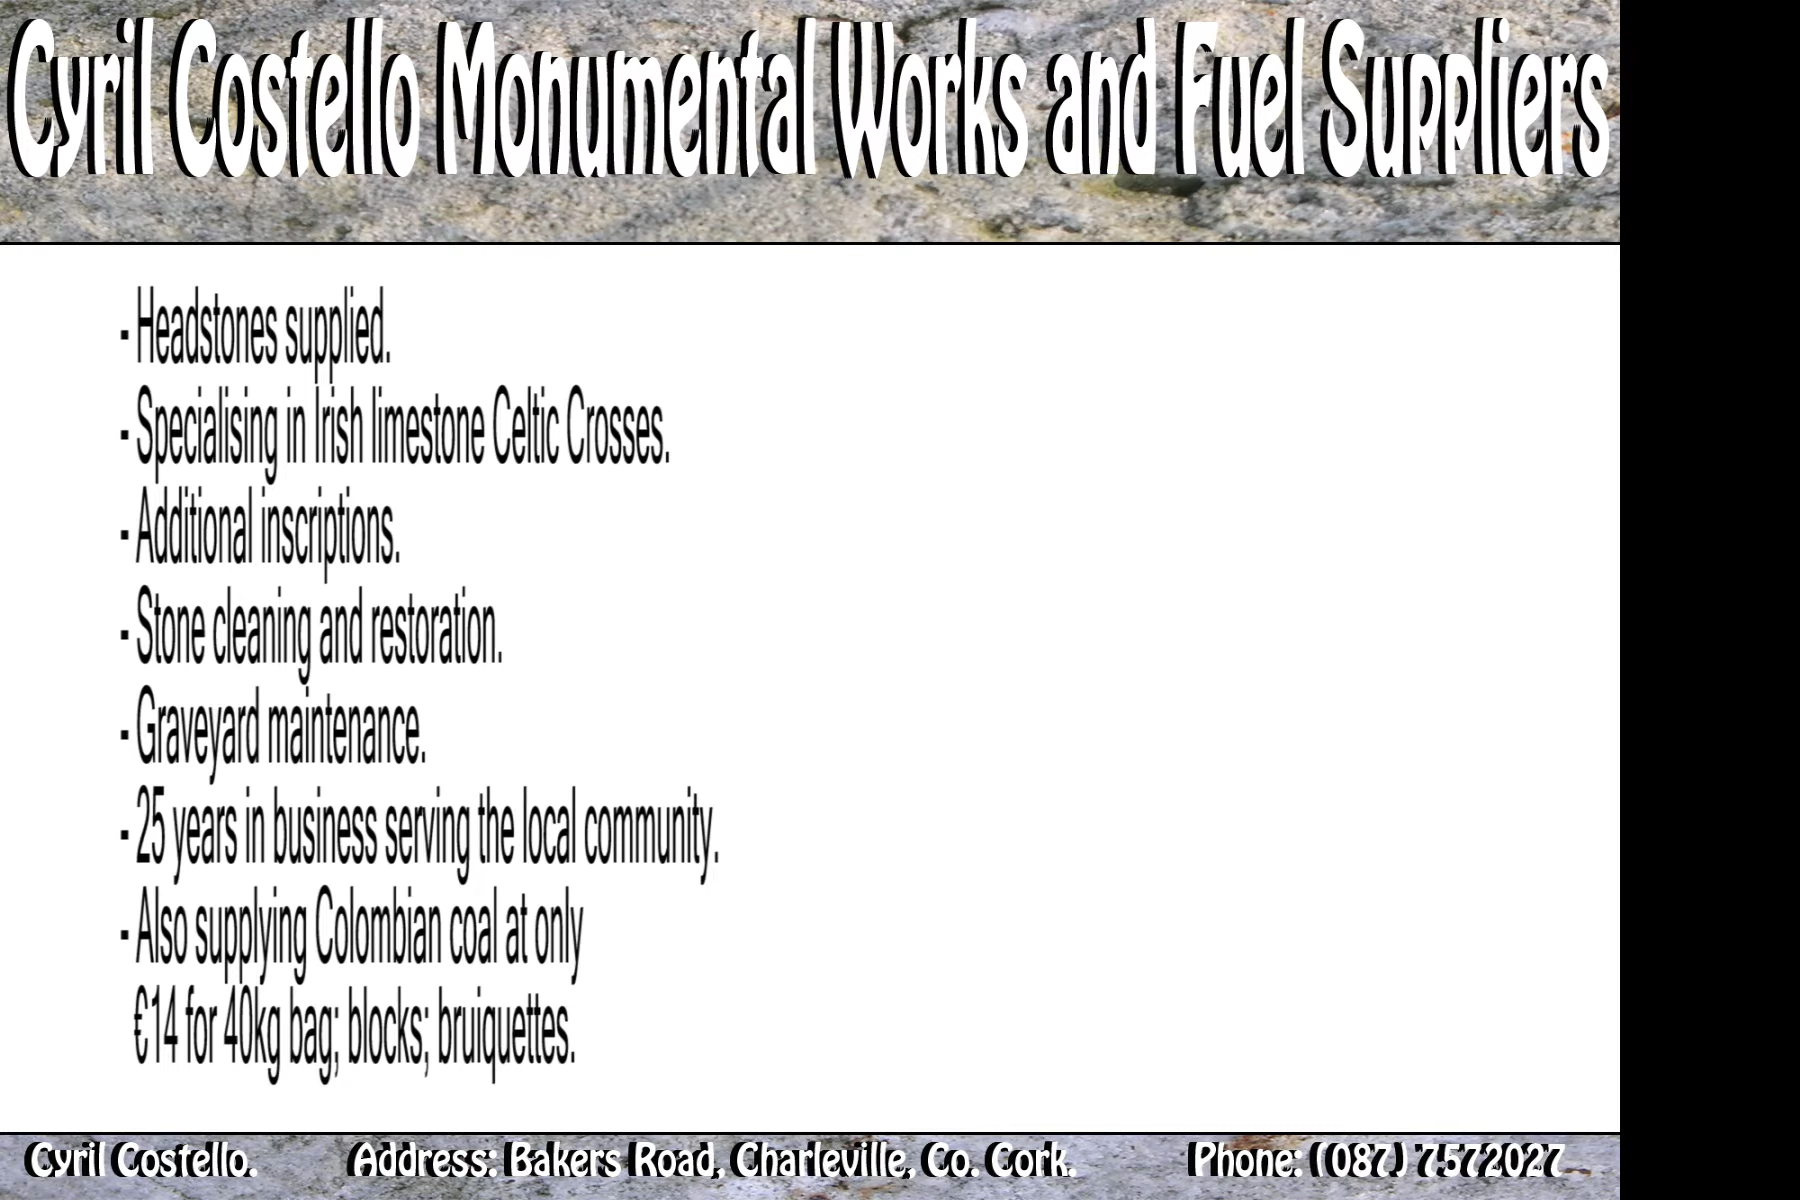 Cyril Costello Monumental Works and Fuel Suppliers
- Headstones supplied.
- Specialising in Irish limestone Celtic Crosses.
- Additional inscriptions.
- Stone cleaning and restoration.
- Graveyard maintenance.
- 25 years in business serving the local community.
- Also supplying Colombian coal at only
€14 for 40kg bag; blocks; bruiquettes.
Cyril Costello. Address: Bakers Road, Charleville, Co. Cork. Phone: (087) 7572027